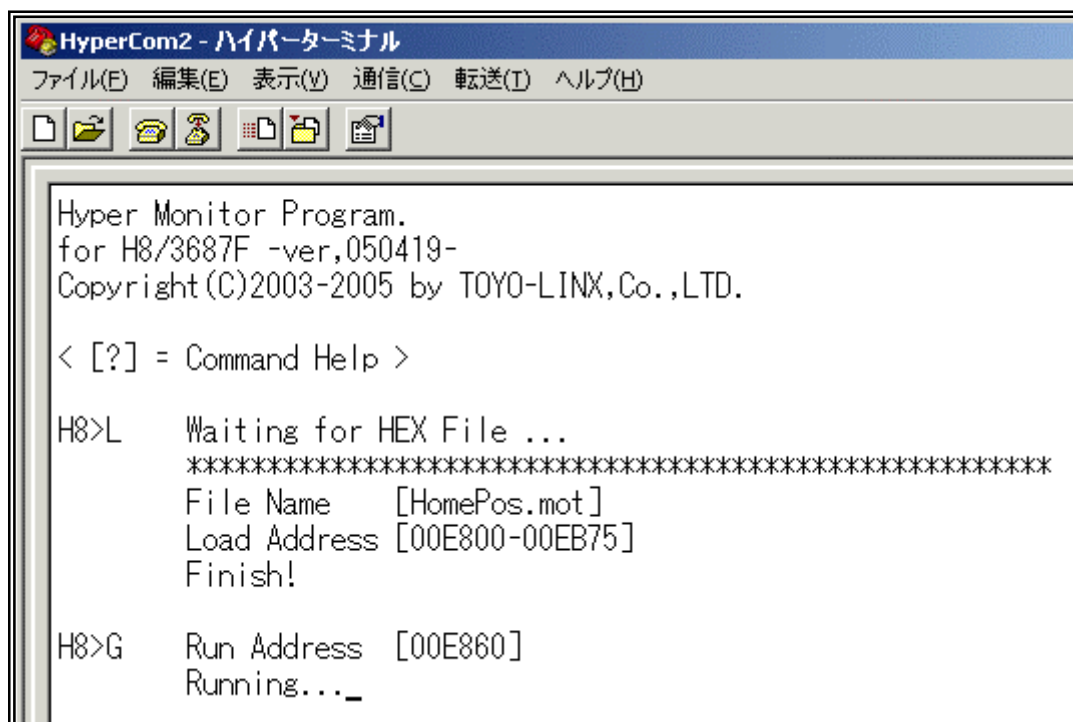 HyperCom2 - ハイパーターミナル
ファイル(F) 編集(E) 表示(V) 通信(C) 転送(T) ヘルプ(H)
Hyper Monitor Program.
for H8/3687F -ver,050419-
Copyright(C)2003-2005 by TOYO-LINX,Co.,LTD.
< [?] = Command Help >
H8>L Waiting for HEX File ...
******************************************************
File Name [HomePos.mot]
Load Address [00E800-00EB75]
Finish!
H8>G Run Address [00E860]
Running..._